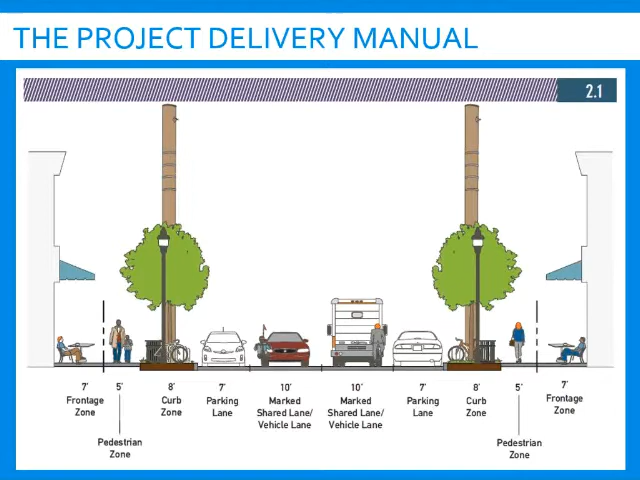 THE PROJECT DELIVERY MANUAL
2.1
7' 5' 8' 7' 10' 10' 7' 8' 5' 7'
Frontage Zone
Curb Zone
Parking Lane
Marked Shared Lane/ Vehicle Lane
Marked Shared Lane/ Vehicle Lane
Parking Lane
Curb Zone
Frontage Zone
Pedestrian Zone
Pedestrian Zone